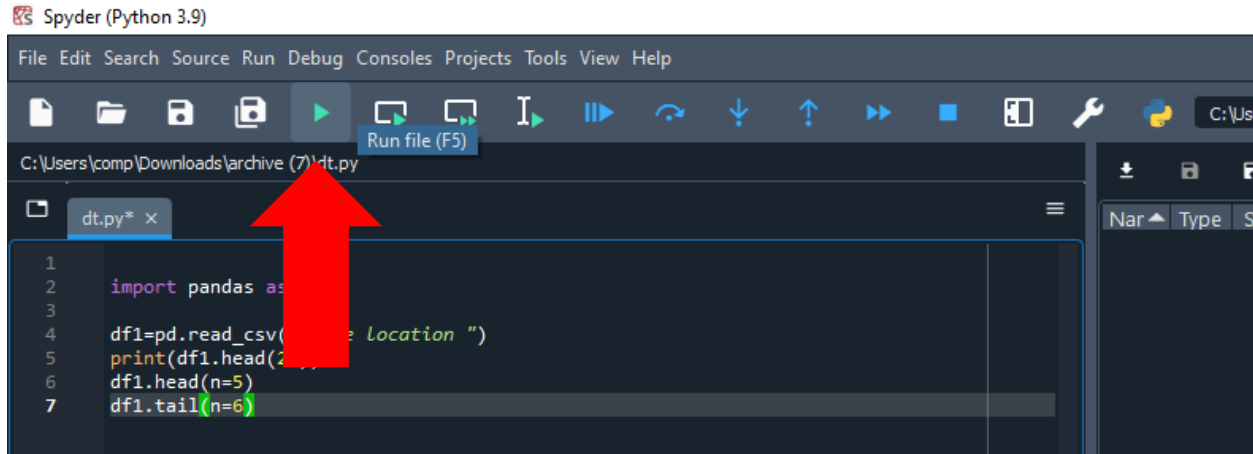 Spyder (Python 3.9)
File Edit Search Source Run Debug Consoles Projects Tools View Help
C:\Us
Run file (F5)
C:\Users\comp\Downloads\archive (7)\dt.py
dt.py*
Nar Type S
1
2 import pandas as
3
4 df1=pd.read_csv( location ")
5 print(df1.head(2
6 df1.head(n=5)
7 df1.tail(n=6)